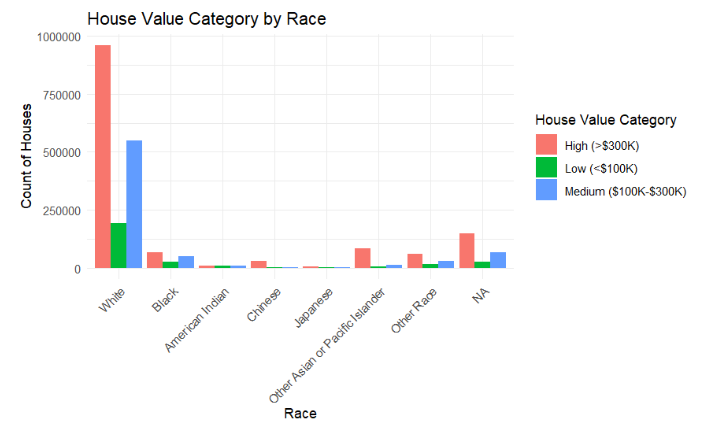 House Value Category by Race
Count of Houses
1000000
750000
500000
250000
0
White
Black
American Indian
Chinese
Japanese
Other Asian or Pacific Islander
Other Race
NA
Race
House Value Category
High (>$300K)
Low (<$100K)
Medium ($100K-$300K)